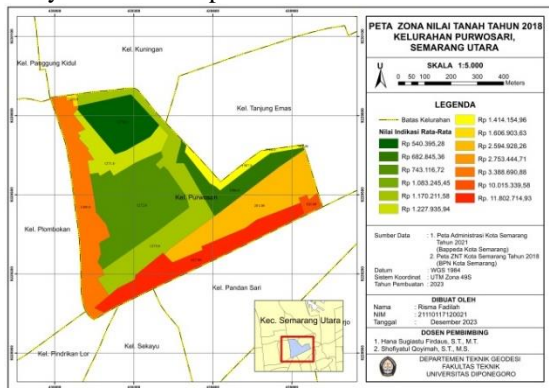 PETA ZONA NILAI TANAH TAHUN 2018
KELURAHAN PURWOSARI,
SEMARANG UTARA
SKALA 1:5.000
0 50 100 200 300 400
Meters
LEGENDA
Batas Kelurahan
Nilai Indikasi Rata-Rata
Rp 540.395,28
Rp 682.845,36
Rp 743.116,72
Rp 1.083.245,45
Rp 1.170.211,58
Rp 1.227.935,94
Rp 1.414.154,96
Rp 1.606.903,63
Rp 2.594.928,26
Rp 2.753.444,71
Rp 3.388.690,88
Rp 10.015.339,58
Rp. 11.802.714,93
Sumber Data : 1. Peta Administrasi Kota Semarang
Tahun 2021
(Bappeda Kota Semarang)
2. Peta ZNT Kota Semarang Tahun 2018
(BPN Kota Semarang)
Datum : WGS 1984
Sistem Koordinat : UTM Zona 49S
Tahun Pembuatan : 2023
DIBUAT OLEH
Nama : Risma Fadilah
NIM : 21110117120021
Tanggal : Desember 2023
DOSEN PEMBIMBING
1. Hana Sugiastu Firdaus, S.T., M.T.
2. Shofiyatul Qoyimah, S.T., M.S.
DEPARTEMEN TEKNIK GEODESI
FAKULTAS TEKNIK
UNIVERSITAS DIPONEGORO
Kel. Kuningan
Kel. Panggung Kidul
Kel. Tanjung Emas
Kel. Purwosari
Kel. Plombokan
Kel. Pandan Sari
Kec. Semarang Utara
Kel. Pindrikan Lor
Kel. Sekayu